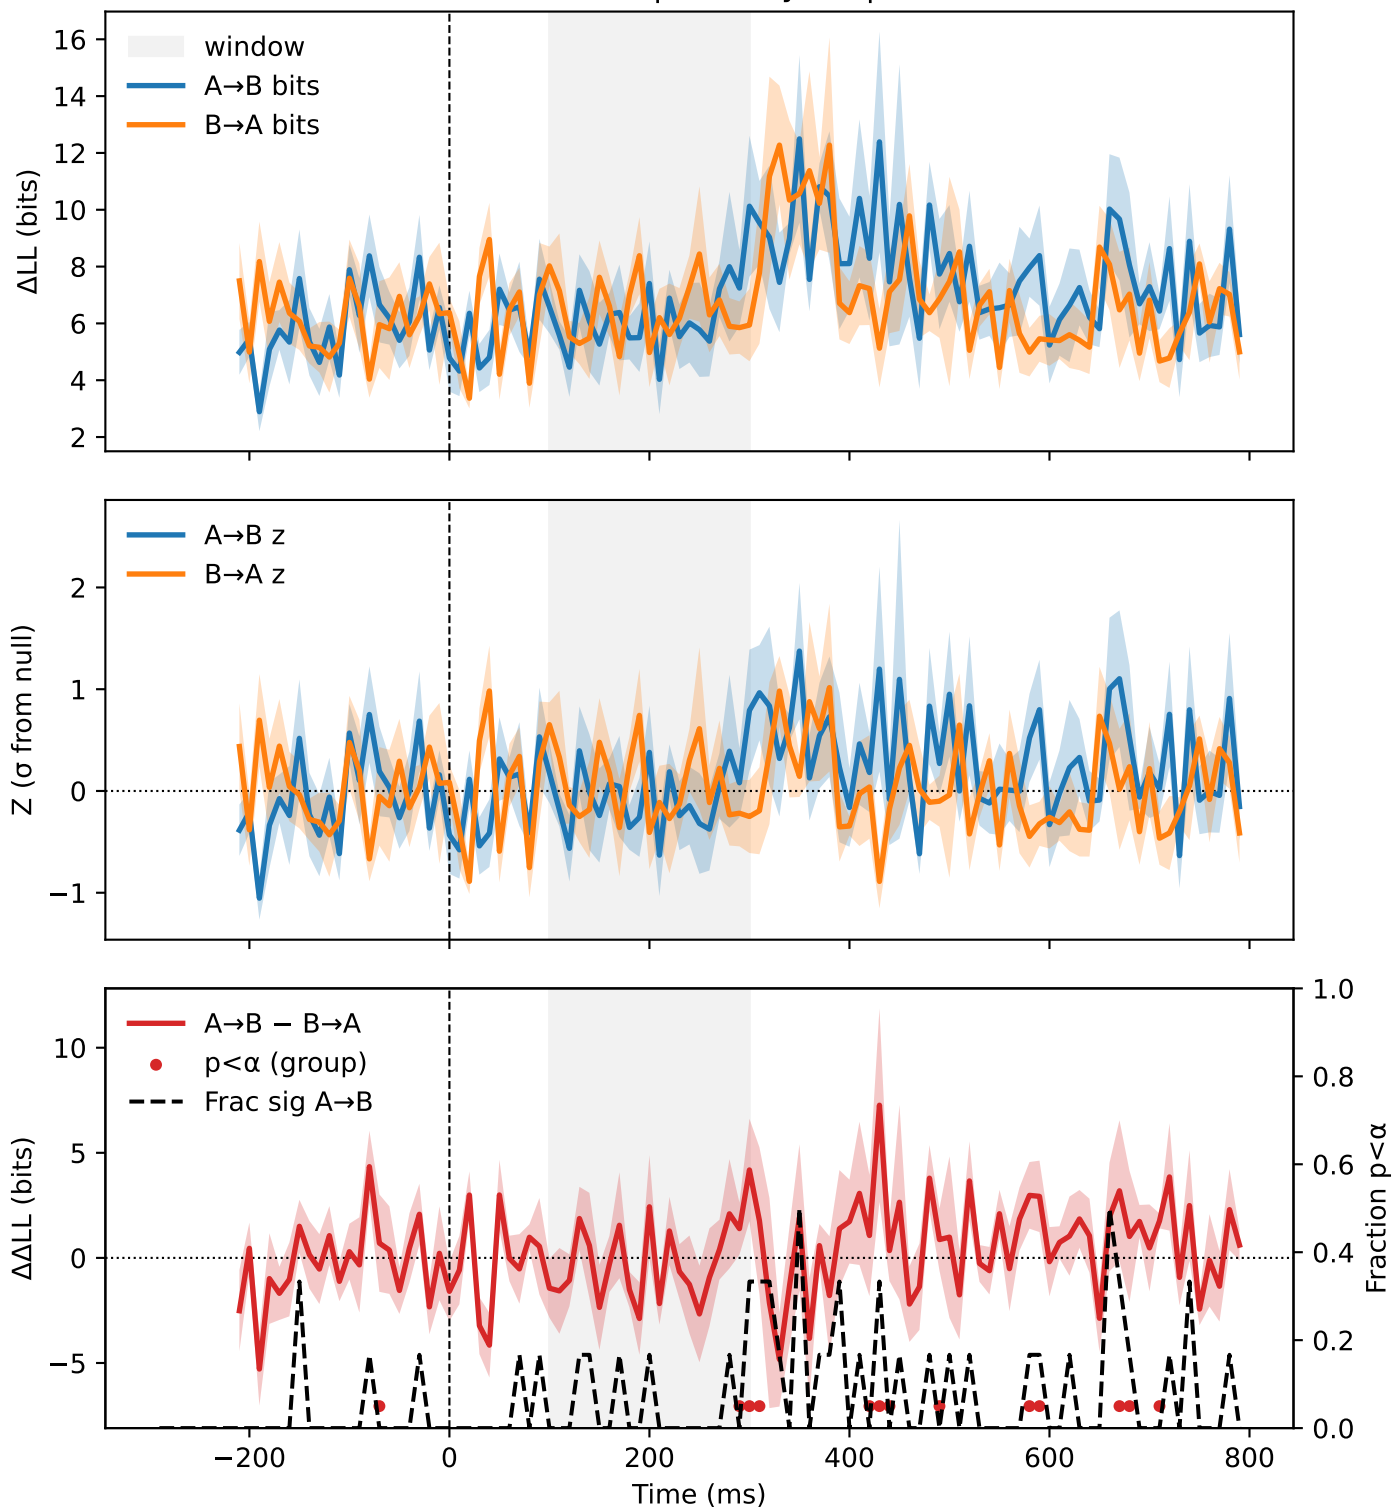 16
14
12
10
8
6
4
2
ΔLL (bits)
window
A→B bits
B→A bits
2
1
0
−1
Z (σ from null)
A→B z
B→A z
10
5
0
−5
ΔΔLL (bits)
A→B − B→A
p<α (group)
Frac sig A→B
1.0
0.8
0.6
0.4
0.2
0.0
Fraction p<α
−200 0 200 400 600 800
Time (ms)